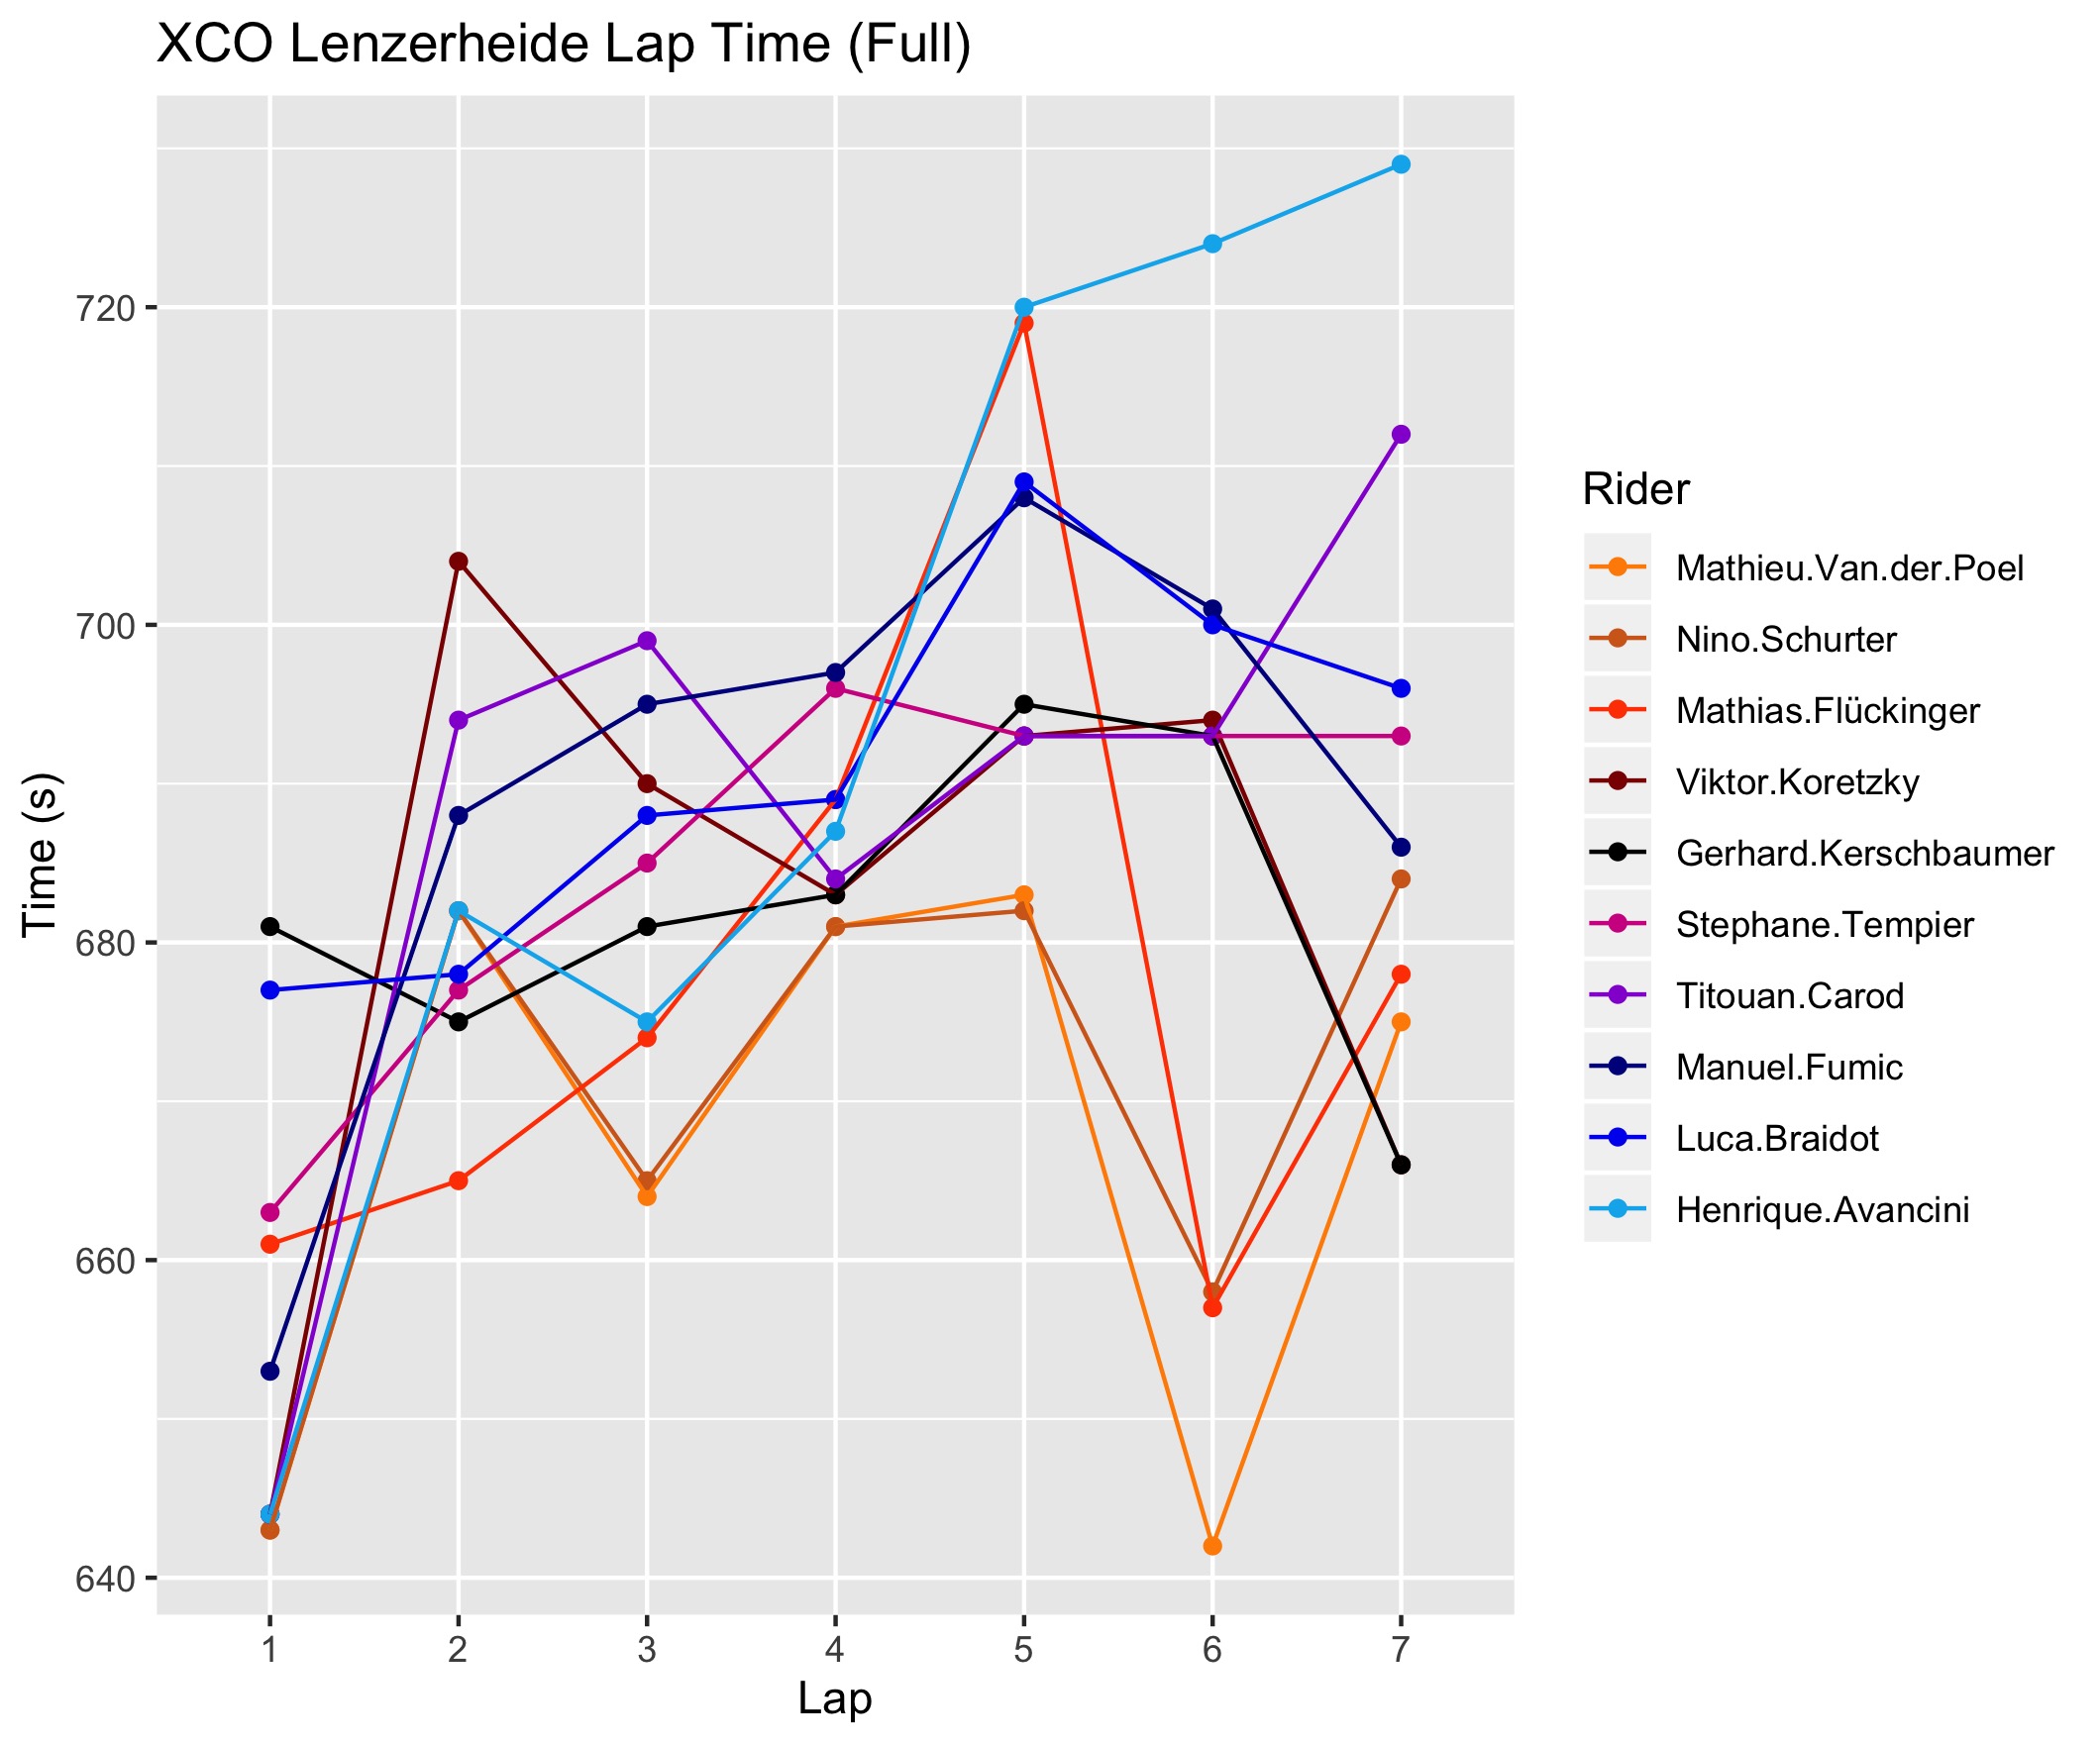 XCO Lenzerheide Lap Time (Full)
Time (s)
720
700
680
660
640
1 2 3 4 5 6 7
Lap
Rider
Mathieu.Van.der.Poel
Nino.Schurter
Mathias.Flückinger
Viktor.Koretzky
Gerhard.Kerschbaumer
Stephane.Tempier
Titouan.Carod
Manuel.Fumic
Luca.Braidot
Henrique.Avancini